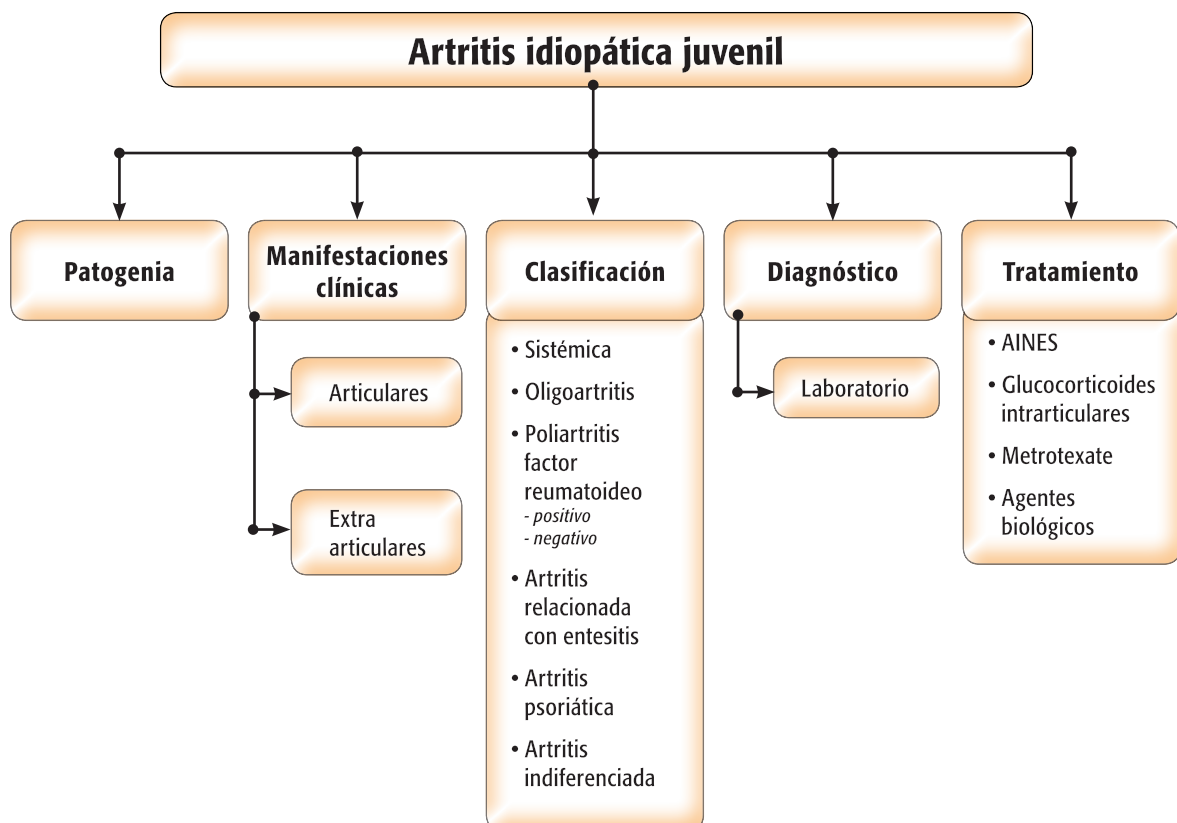 Artritis idiopática juvenil
Patogenia
Manifestaciones
clínicas
Articulares
Extra
articulares
Clasificación
• Sistémica
• Oligoartritis
• Poliartritis
factor
reumatoideo
- positivo
- negativo
• Artritis
relacionada
con entesitis
• Artritis
psoriática
• Artritis
indiferenciada
Diagnóstico
Laboratorio
Tratamiento
• AINES
• Glucocorticoides
intrarticulares
• Metrotexate
• Agentes
biológicos